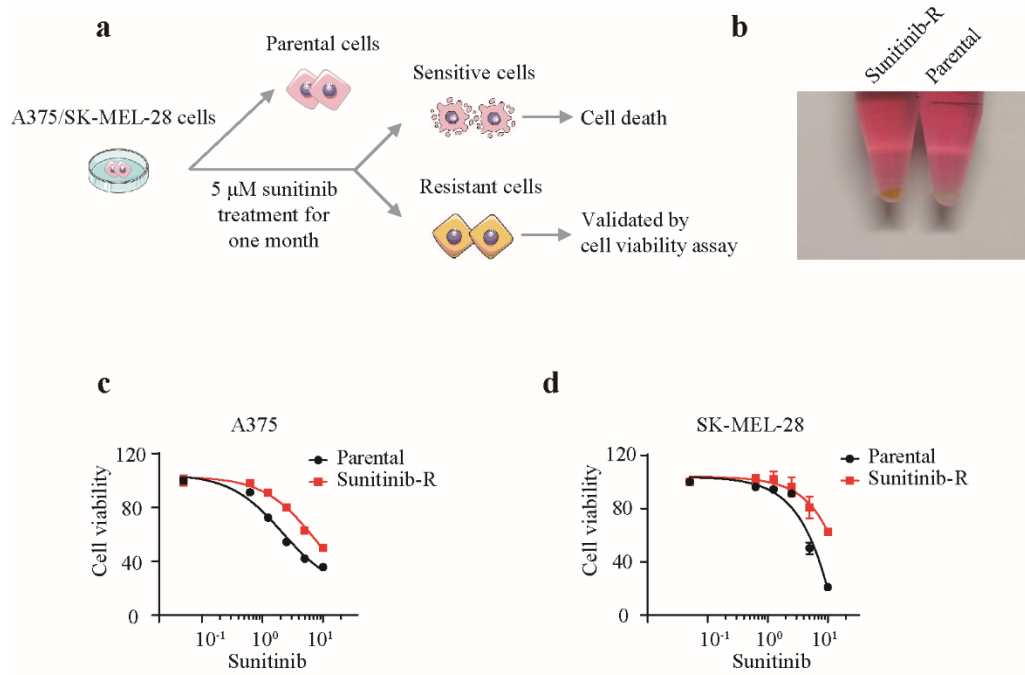 a
Parental cells
A375/SK-MEL-28 cells
Sensitive cells
Cell death
5 µM sunitinib
treatment for
one month
Resistant cells
Validated by
cell viability assay
b
Sunitinib-R
Parental
c
A375
120
80
40
0
Cell viability
Parental
Sunitinib-R
10⁻¹
10⁰
10¹
Sunitinib
d
SK-MEL-28
120
80
40
0
Cell viability
Parental
Sunitinib-R
10⁻¹
10⁰
10¹
Sunitinib